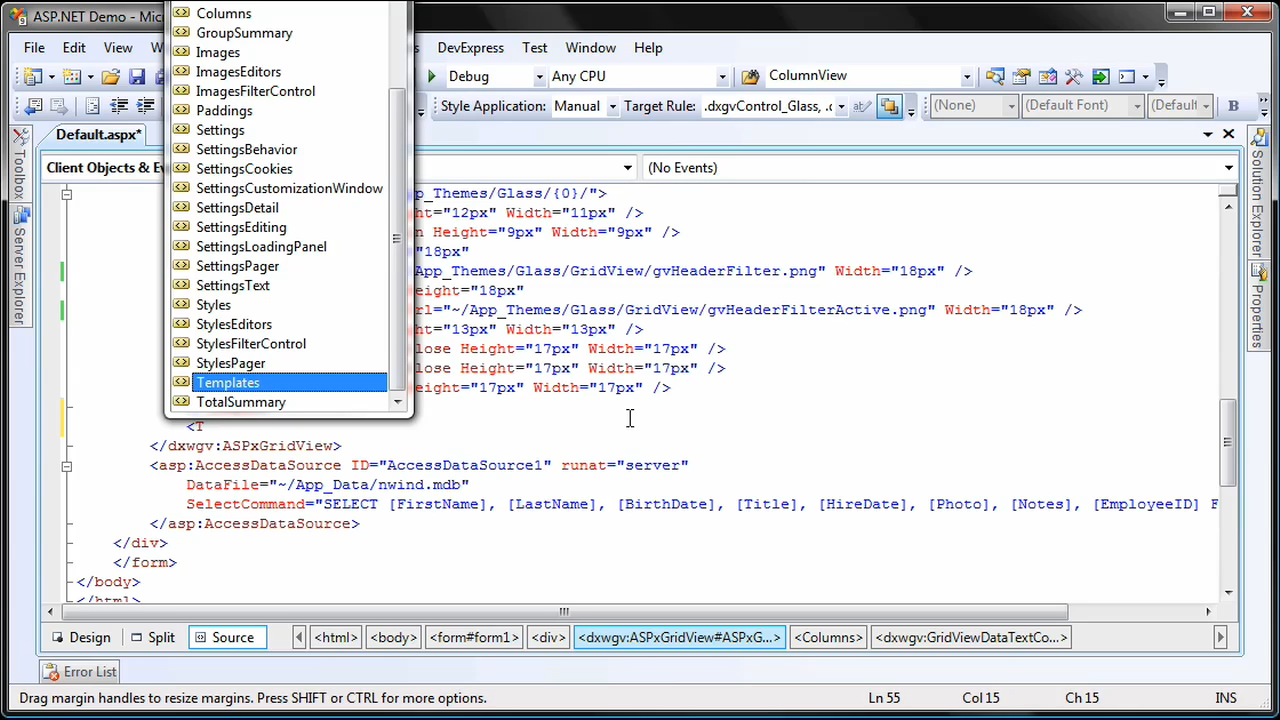 ASP.NET Demo - Mic
File Edit View W DevExpress Test Window Help
Debug Any CPU ColumnView
Style Application: Manual Target Rule: .dxgvControl_Glass, .c (None) (Default Font) (Default B
Default.aspx*
Client Objects & Ev (No Events)
Toolbox
Server Explorer
Solution Explorer
Properties
Columns
GroupSummary
Images
ImagesEditors
ImagesFilterControl
Paddings
Settings
SettingsBehavior
SettingsCookies
SettingsCustomizationWindow
SettingsDetail
SettingsEditing
SettingsLoadingPanel
SettingsPager
SettingsText
Styles
StylesEditors
StylesFilterControl
StylesPager
Templates
TotalSummary
p_Themes/Glass/{0}/">
ht="12px" Width="11px" />
n Height="9px" Width="9px" />
"18px"
App_Themes/Glass/GridView/gvHeaderFilter.png" Width="18px" />
eight="18px"
rl="~/App_Themes/Glass/GridView/gvHeaderFilterActive.png" Width="18px" />
ht="13px" Width="13px" />
lose Height="17px" Width="17px" />
lose Height="17px" Width="17px" />
eight="17px" Width="17px" />
<T
</dxwgv:ASPxGridView>
<asp:AccessDataSource ID="AccessDataSource1" runat="server"
DataFile="~/App_Data/nwind.mdb"
SelectCommand="SELECT [FirstName], [LastName], [BirthDate], [Title], [HireDate], [Photo], [Notes], [EmployeeID] F
</asp:AccessDataSource>
</div>
</form>
</body>
</html>
Design Split Source <html> <body> <form#form1> <div> <dxwgv:ASPxGridView#ASPxG...> <Columns> <dxwgv:GridViewDataTextCo...>
Error List
Drag margin handles to resize margins. Press SHIFT or CTRL for more options. Ln 55 Col 15 Ch 15 INS